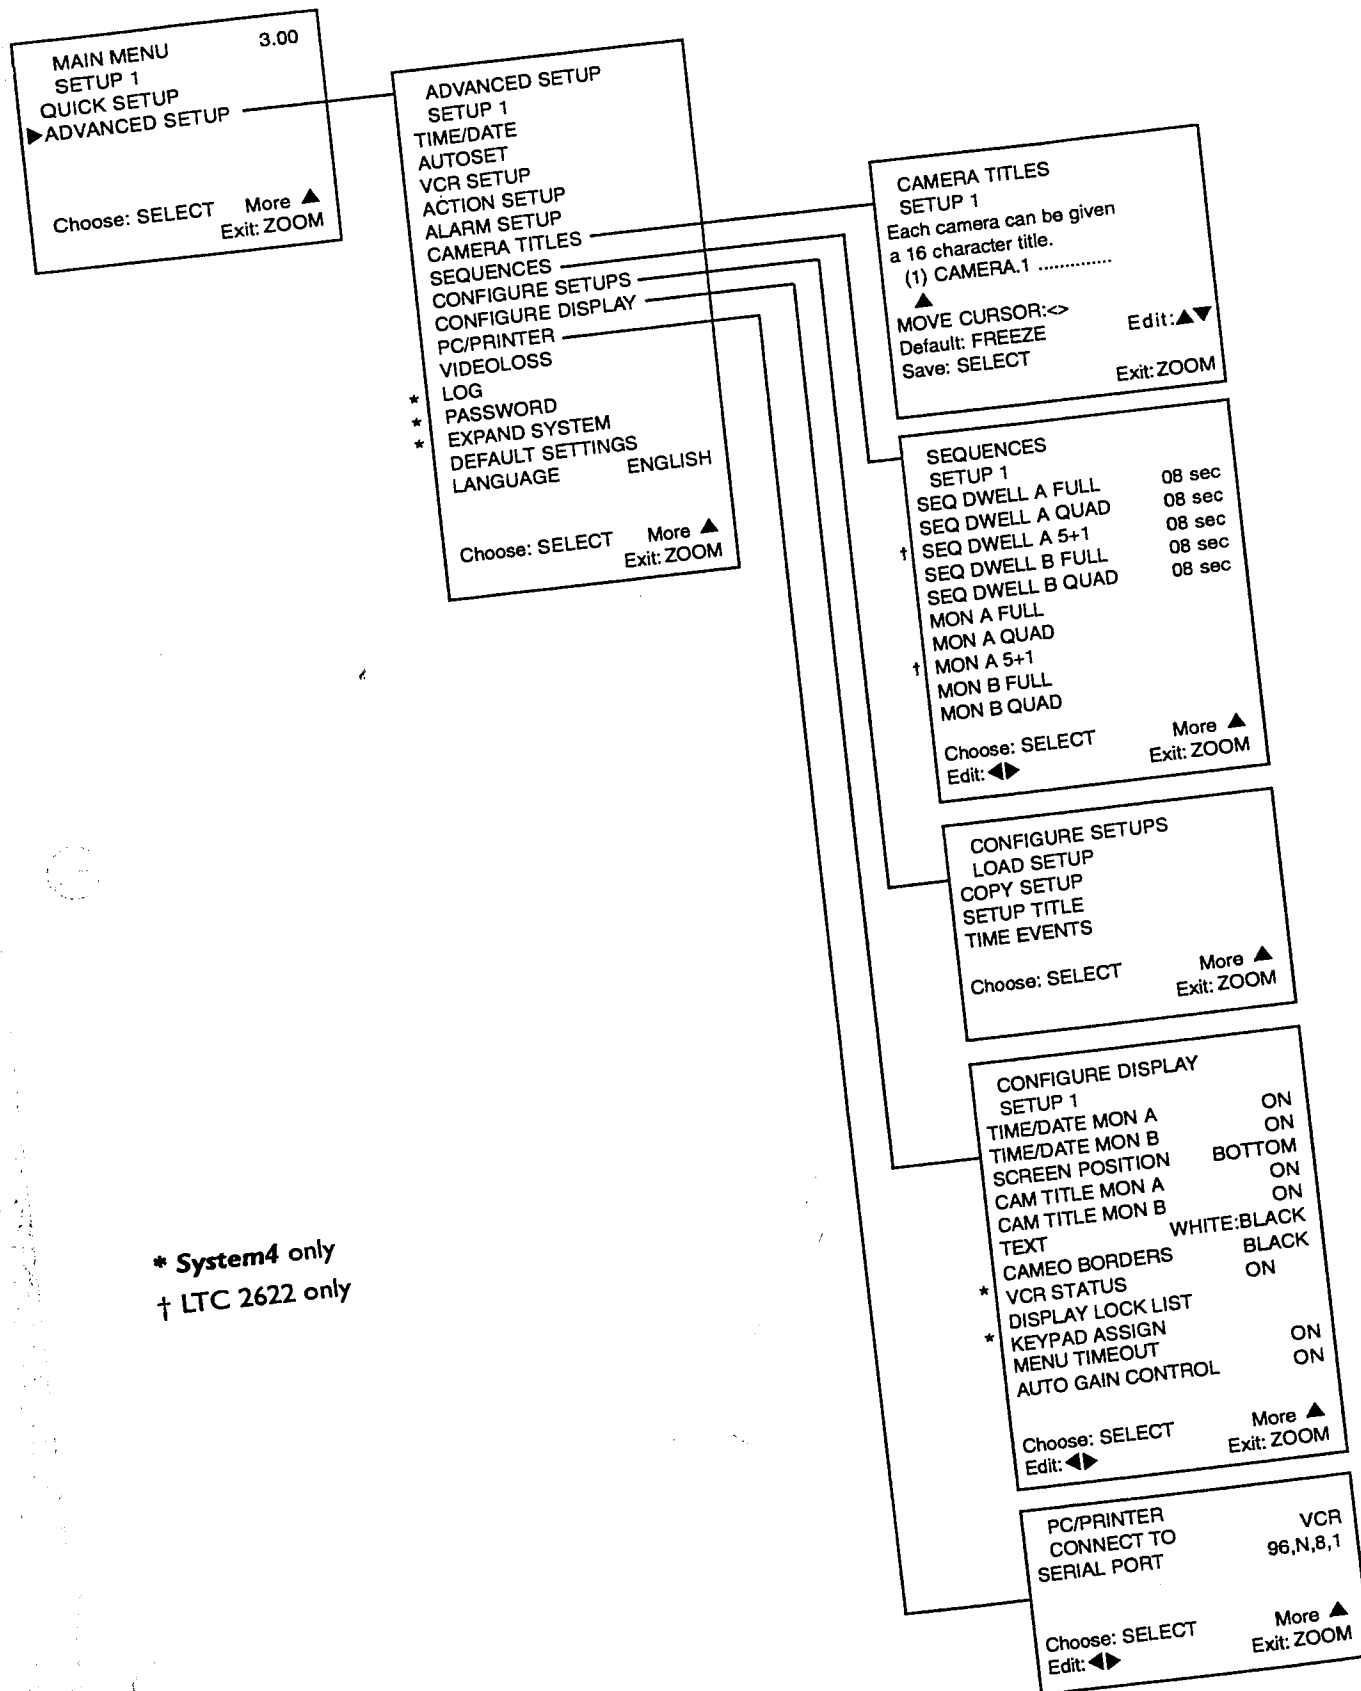 MAIN MENU 3.00
SETUP 1
QUICK SETUP
▶ADVANCED SETUP
Choose: SELECT More ▲
Exit: ZOOM
ADVANCED SETUP
SETUP 1
TIME/DATE
AUTOSET
VCR SETUP
ACTION SETUP
ALARM SETUP
CAMERA TITLES
SEQUENCES
CONFIGURE SETUPS
CONFIGURE DISPLAY
PC/PRINTER
VIDEOLOSS
* LOG
* PASSWORD
* EXPAND SYSTEM
DEFAULT SETTINGS
LANGUAGE ENGLISH
Choose: SELECT More ▲
Exit: ZOOM
CAMERA TITLES
SETUP 1
Each camera can be given
a 16 character title.
(1) CAMERA.1 ..............
▲
MOVE CURSOR:<>
Default: FREEZE Edit:▲▼
Save: SELECT
Exit: ZOOM
SEQUENCES
SETUP 1
SEQ DWELL A FULL 08 sec
SEQ DWELL A QUAD 08 sec
† SEQ DWELL A 5+1 08 sec
SEQ DWELL B FULL 08 sec
SEQ DWELL B QUAD 08 sec
MON A FULL
MON A QUAD
† MON A 5+1
MON B FULL
MON B QUAD
Choose: SELECT More ▲
Edit: ◀▶ Exit: ZOOM
CONFIGURE SETUPS
LOAD SETUP
COPY SETUP
SETUP TITLE
TIME EVENTS
Choose: SELECT More ▲
Exit: ZOOM
CONFIGURE DISPLAY
SETUP 1
TIME/DATE MON A ON
TIME/DATE MON B ON
SCREEN POSITION BOTTOM
CAM TITLE MON A ON
CAM TITLE MON B ON
TEXT WHITE:BLACK
CAMEO BORDERS BLACK
* VCR STATUS ON
DISPLAY LOCK LIST
* KEYPAD ASSIGN
MENU TIMEOUT ON
AUTO GAIN CONTROL ON
Choose: SELECT More ▲
Edit: ◀▶ Exit: ZOOM
PC/PRINTER
CONNECT TO VCR
SERIAL PORT 96,N,8,1
Choose: SELECT More ▲
Edit: ◀▶ Exit: ZOOM
* System4 only
† LTC 2622 only